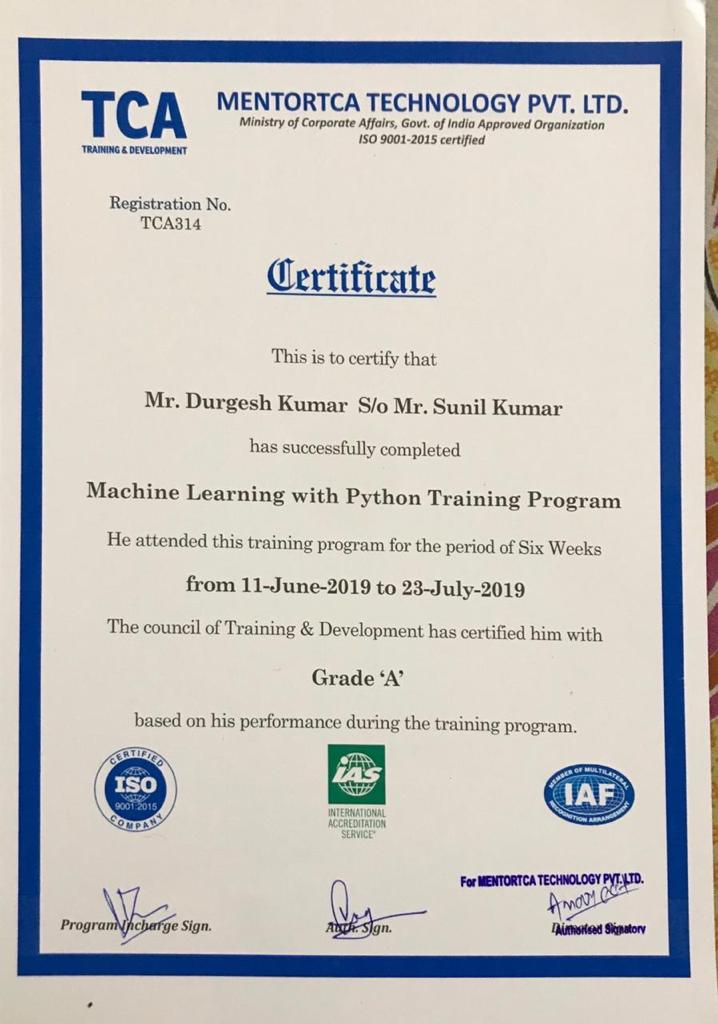 TCA
TRAINING & DEVELOPMENT
MENTORTCA TECHNOLOGY PVT. LTD.
Ministry of Corporate Affairs, Govt. of India Approved Organization
ISO 9001-2015 certified
Registration No.
TCA314
Certificate
This is to certify that
Mr. Durgesh Kumar S/o Mr. Sunil Kumar
has successfully completed
Machine Learning with Python Training Program
He attended this training program for the period of Six Weeks
from 11-June-2019 to 23-July-2019
The council of Training & Development has certified him with
Grade ‘A’
based on his performance during the training program.
CERTIFIED
ISO
9001:2015
COMPANY
IAS
INTERNATIONAL
ACCREDITATION
SERVICE
MEMBER OF MULTILATERAL
IAF
RECOGNITION ARRANGEMENT
For MENTORTCA TECHNOLOGY PVT. LTD.
Program Incharge Sign.
Auth. Sign.
Authorised Signatory